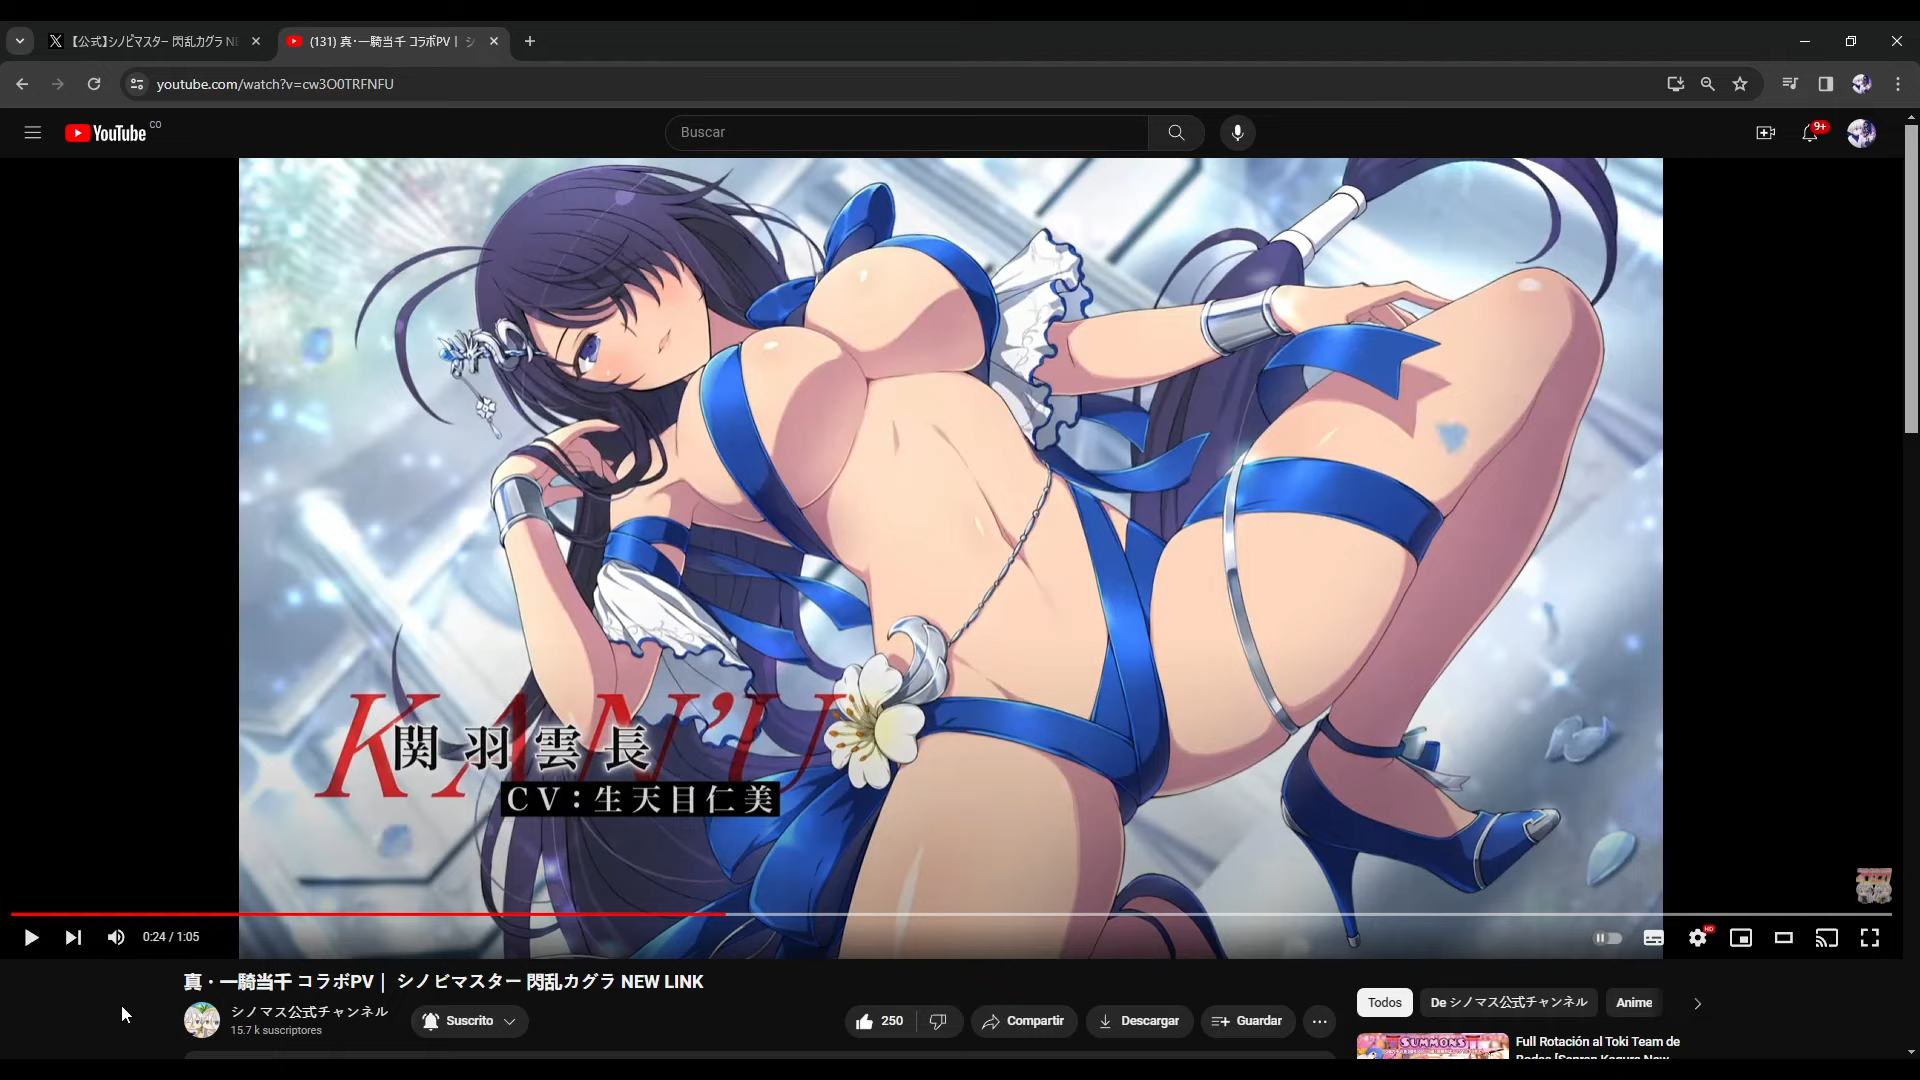 【公式】シノビマスター 閃乱カグラ NE
(131) 真・一騎当千 コラボPV｜ シ
youtube.com/watch?v=cw3O0TRFNFU
YouTube CO
Buscar
9+
KAN'U
関羽雲長
CV：生天目仁美
0:24 / 1:05
HD
真・一騎当千 コラボPV｜ シノビマスター 閃乱カグラ NEW LINK
シノマス公式チャンネル
15.7 k suscriptores
Suscrito
250
Compartir
Descargar
Guardar
Todos
De シノマス公式チャンネル
Anime
SUMMONS
Full Rotación al Toki Team de